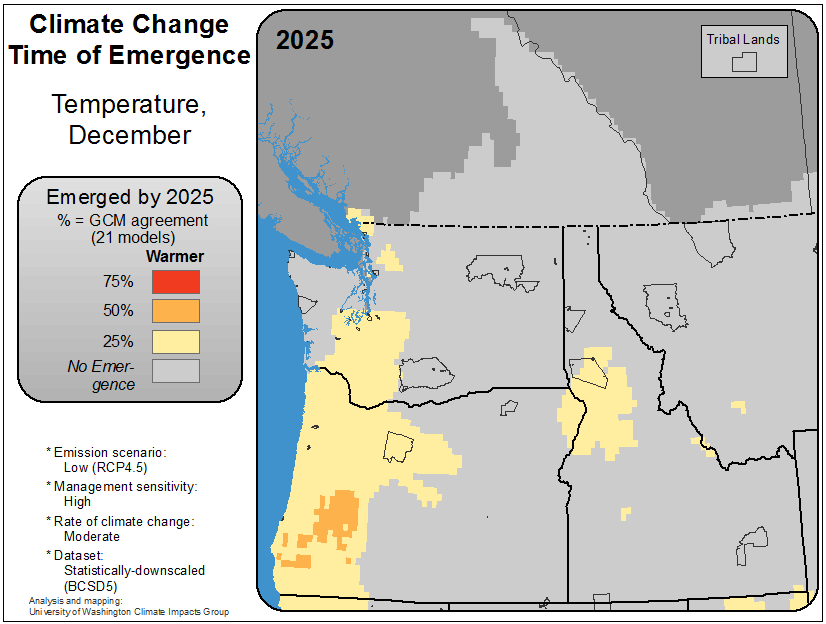 Climate Change
Time of Emergence
Temperature,
December
Emerged by 2025
% = GCM agreement
(21 models)
Warmer
75%
50%
25%
No Emer-
gence
* Emission scenario:
Low (RCP4.5)
* Management sensitivity:
High
* Rate of climate change:
Moderate
* Dataset:
Statistically-downscaled
(BCSD5)
Analysis and mapping:
University of Washington Climate Impacts Group
2025
Tribal Lands